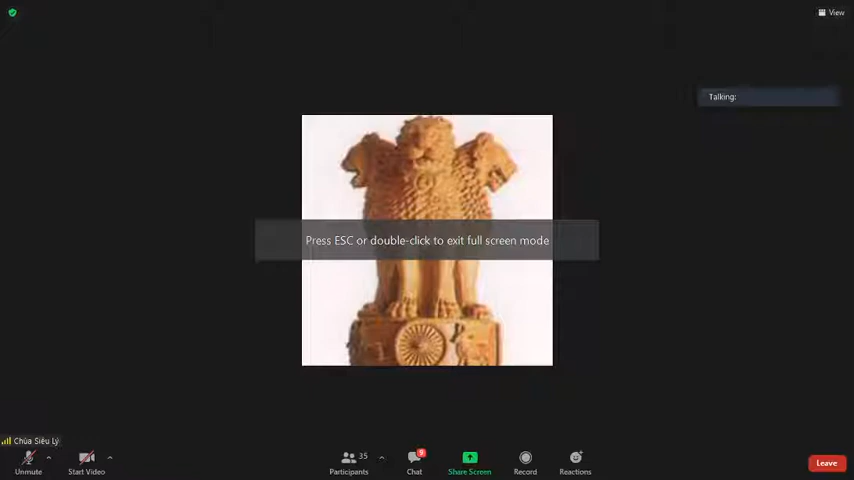 View
Talking:
Press ESC or double-click to exit full screen mode
Chùa Siêu Lý
Unmute
Start Video
Participants
35
Chat
9
Share Screen
Record
Reactions
Leave